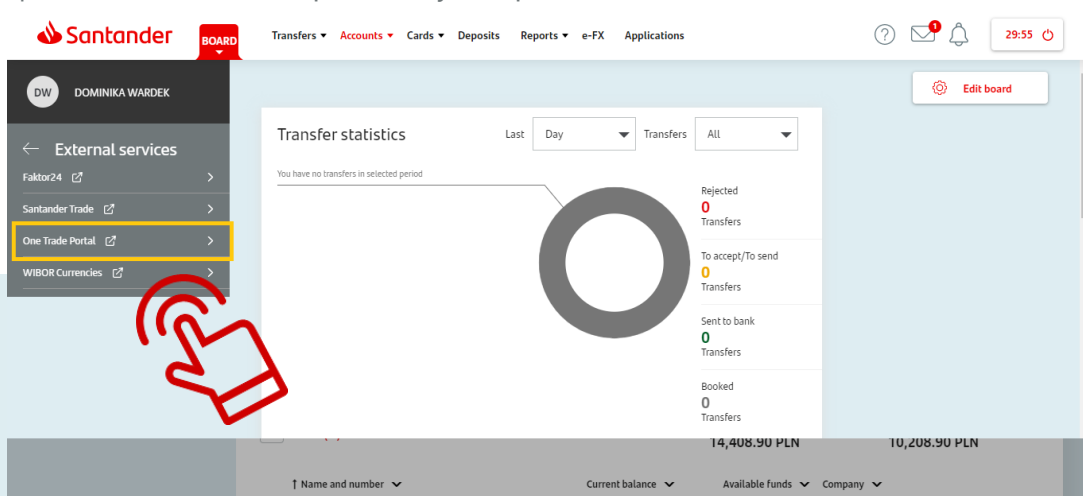 Santander
BOARD
Transfers Accounts Cards Deposits Reports e-FX Applications
1
29:55
DW DOMINIKA WARDEK
Edit board
External services
Faktor24
Santander Trade
One Trade Portal
WIBOR Currencies
Transfer statistics Last Day Transfers All
You have no transfers in selected period
Rejected
0
Transfers
To accept/To send
0
Transfers
Sent to bank
0
Transfers
Booked
0
Transfers
14,408.90 PLN 10,208.90 PLN
Name and number Current balance Available funds Company